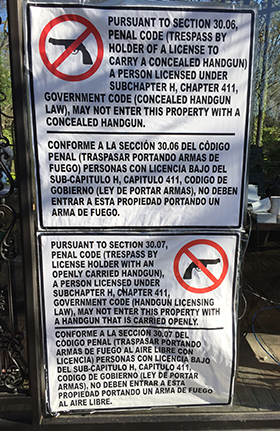 PURSUANT TO SECTION 30.06,
PENAL CODE (TRESPASS BY
HOLDER OF A LICENSE TO
CARRY A CONCEALED HANDGUN)
A PERSON LICENSED UNDER
SUBCHAPTER H, CHAPTER 411,
GOVERNMENT CODE (CONCEALED HANDGUN
LAW), MAY NOT ENTER THIS PROPERTY WITH A
CONCEALED HANDGUN.
CONFORME A LA SECCIÓN 30.06 DEL CÓDIGO
PENAL (TRASPASAR PORTANDO ARMAS DE
FUEGO) PERSONAS CON LICENCIA BAJO DEL
SUB-CAPITULO H, CAPITULO 411, CODIGO DE
GOBIERNO (LEY DE PORTAR ARMAS), NO DEBEN
ENTRAR A ESTA PROPIEDAD PORTANDO UN
ARMA DE FUEGO.
PURSUANT TO SECTION 30.07,
PENAL CODE (TRESPASS BY
LICENSE HOLDER WITH AN
OPENLY CARRIED HANDGUN),
A PERSON LICENSED UNDER
SUBCHAPTER H, CHAPTER 411,
GOVERNMENT CODE (HANDGUN LICENSING
LAW), MAY NOT ENTER THIS PROPERTY WITH
A HANDGUN THAT IS CARRIED OPENLY.
CONFORME A LA SECCIÓN 30.07 DEL
CÓDIGO PENAL (TRASPASAR PORTANDO
ARMAS DE FUEGO AL AIRE LIBRE CON
LICENCIA) PERSONAS CON LICENCIA BAJO
DEL SUB-CAPITULO H, CAPITULO 411,
CODIGO DE GOBIERNO (LEY DE PORTAR
ARMAS), NO DEBEN ENTRAR A ESTA
PROPIEDAD PORTANDO UN ARMA DE FUEGO
AL AIRE LIBRE.